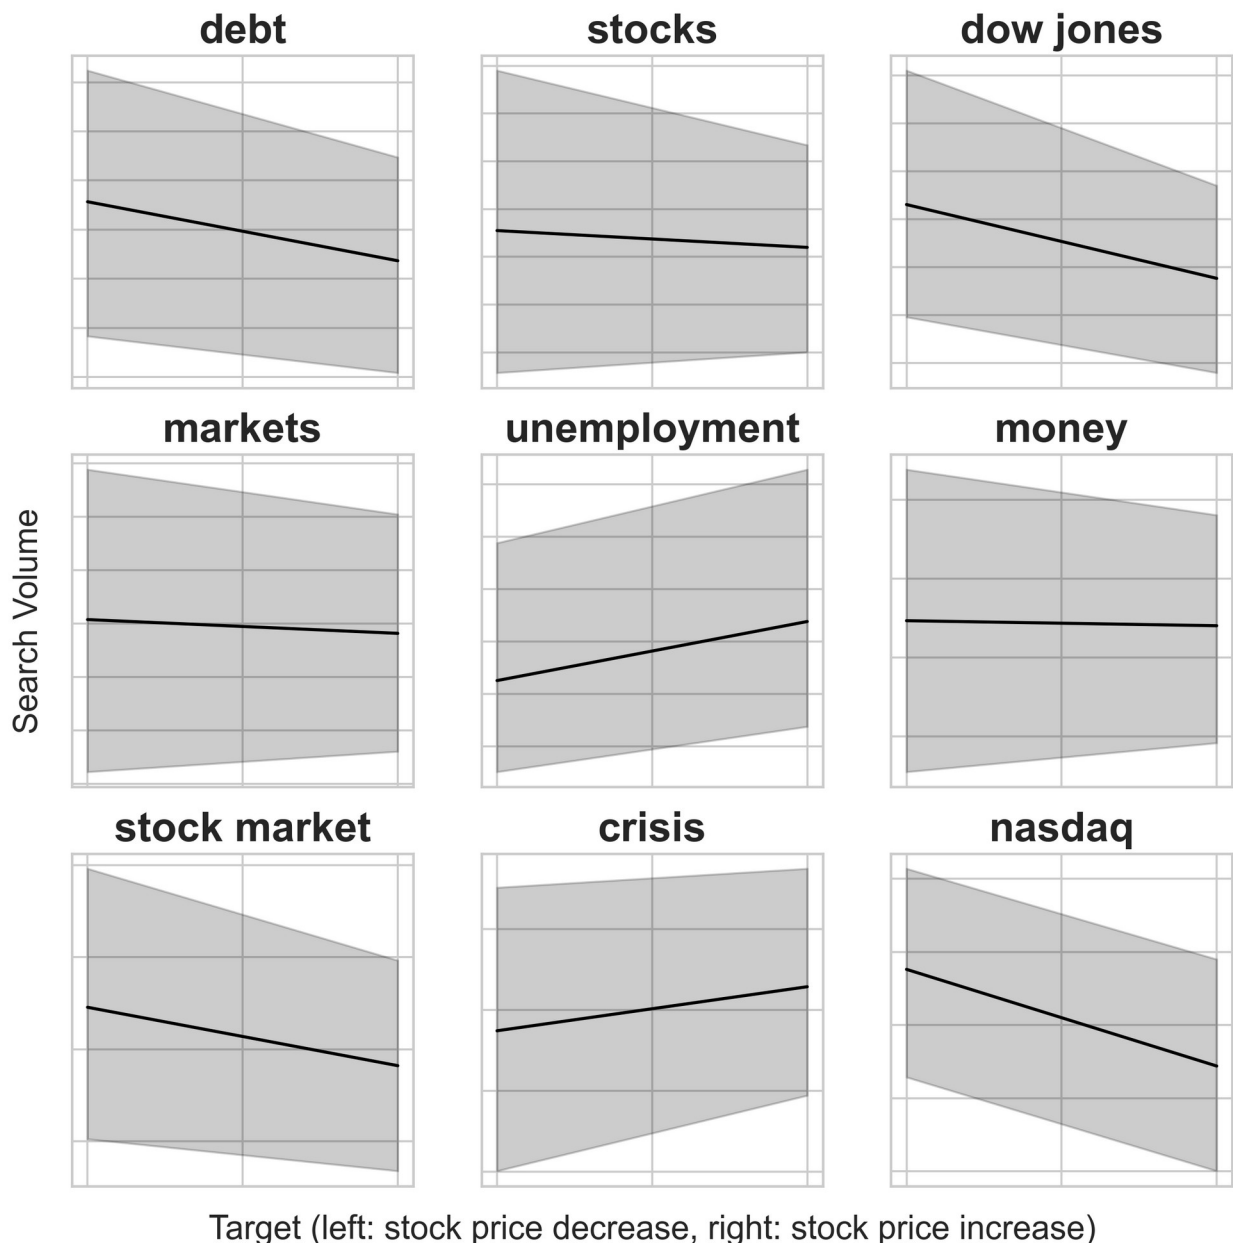 debt
stocks
dow jones
markets
unemployment
money
Search Volume
stock market
crisis
nasdaq
Target (left: stock price decrease, right: stock price increase)